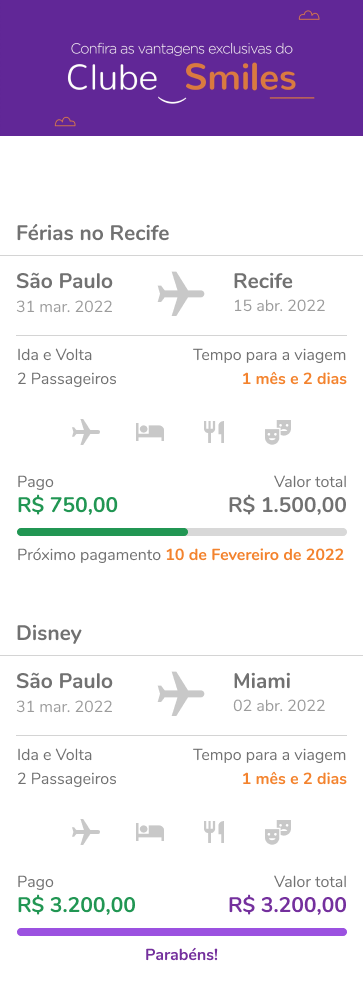 Confira as vantagens exclusivas do
Clube Smiles
Férias no Recife
São Paulo Recife
31 mar. 2022 15 abr. 2022
Ida e Volta Tempo para a viagem
2 Passageiros 1 mês e 2 dias
Pago Valor total
R$ 750,00 R$ 1.500,00
Próximo pagamento 10 de Fevereiro de 2022
Disney
São Paulo Miami
31 mar. 2022 02 abr. 2022
Ida e Volta Tempo para a viagem
2 Passageiros 1 mês e 2 dias
Pago Valor total
R$ 3.200,00 R$ 3.200,00
Parabéns!